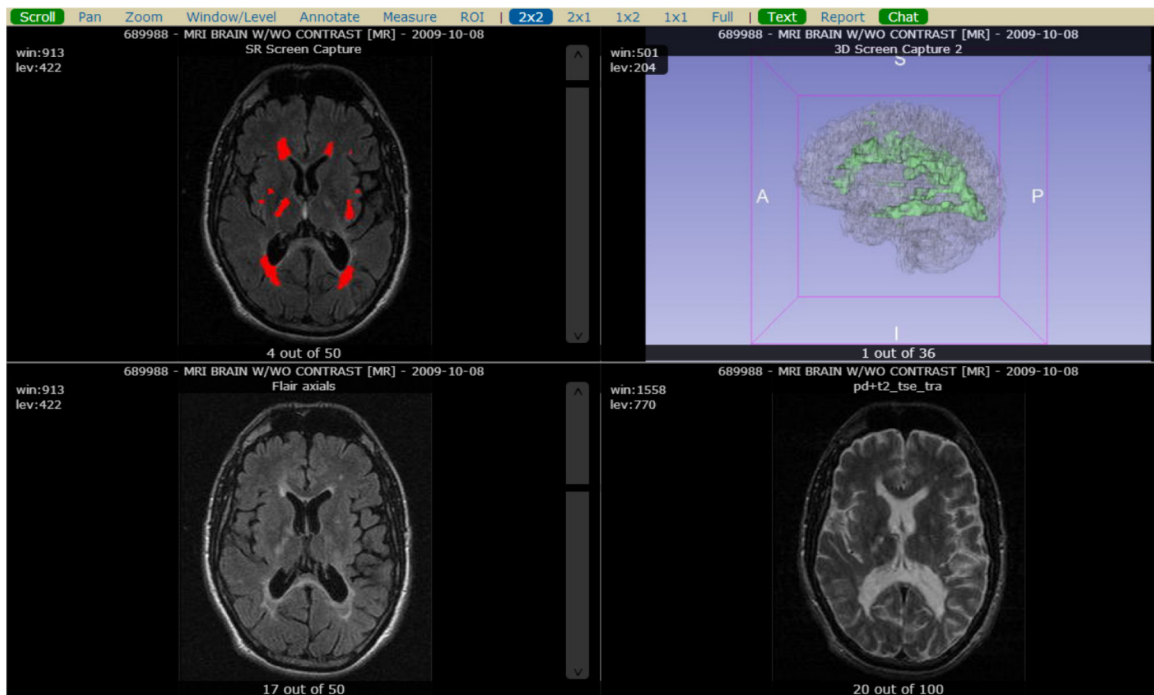 Scroll Pan Zoom Window/Level Annotate Measure ROI | 2x2 2x1 1x2 1x1 Full | Text Report Chat
689988 - MRI BRAIN W/WO CONTRAST [MR] - 2009-10-08
SR Screen Capture
win:913
lev:422
4 out of 50
689988 - MRI BRAIN W/WO CONTRAST [MR] - 2009-10-08
3D Screen Capture 2
win:501
lev:204
S
A
P
I
1 out of 36
689988 - MRI BRAIN W/WO CONTRAST [MR] - 2009-10-08
Flair axials
win:913
lev:422
17 out of 50
689988 - MRI BRAIN W/WO CONTRAST [MR] - 2009-10-08
pd+t2_tse_tra
win:1558
lev:770
20 out of 100